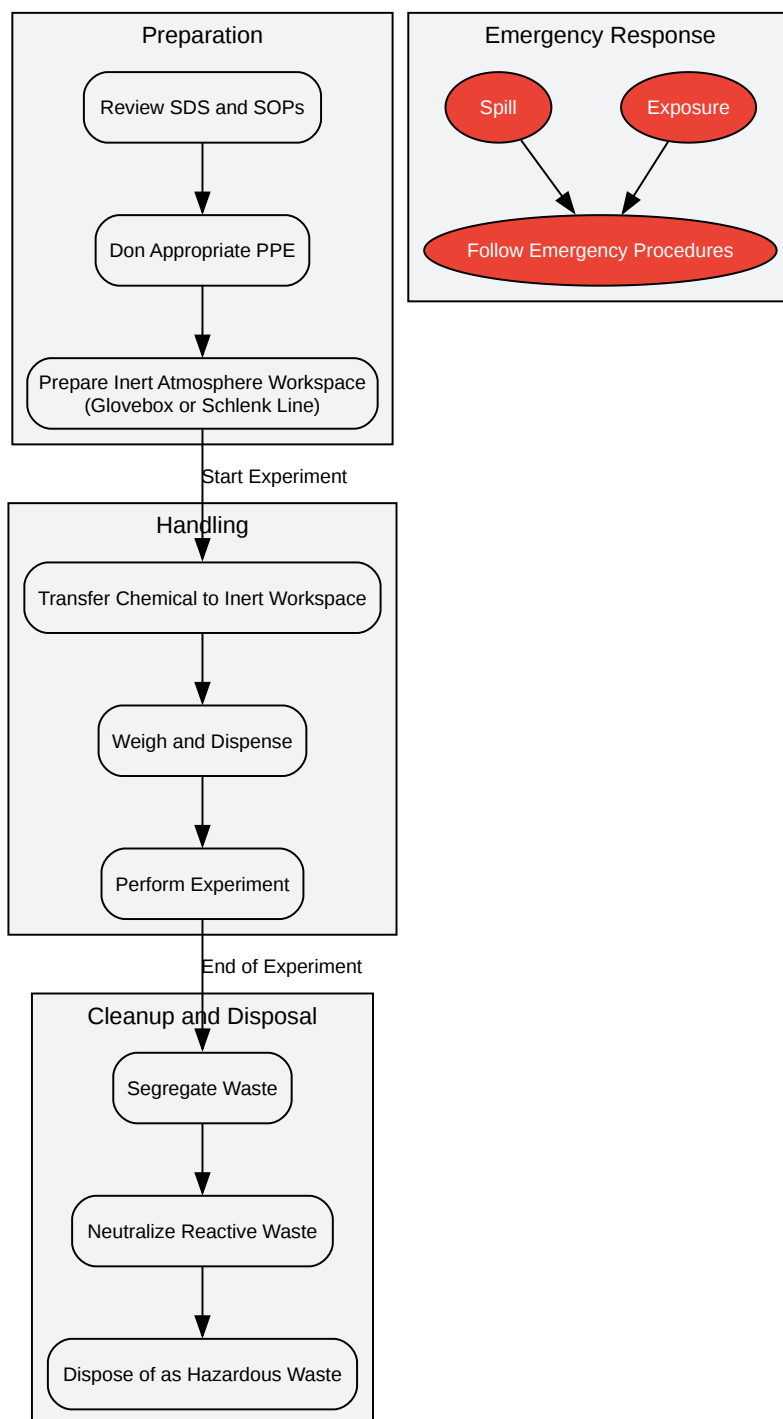 Preparation
Review SDS and SOPs
Don Appropriate PPE
Prepare Inert Atmosphere Workspace
(Glovebox or Schlenk Line)
Start Experiment
Handling
Transfer Chemical to Inert Workspace
Weigh and Dispense
Perform Experiment
End of Experiment
Cleanup and Disposal
Segregate Waste
Neutralize Reactive Waste
Dispose of as Hazardous Waste
Emergency Response
Spill
Exposure
Follow Emergency Procedures